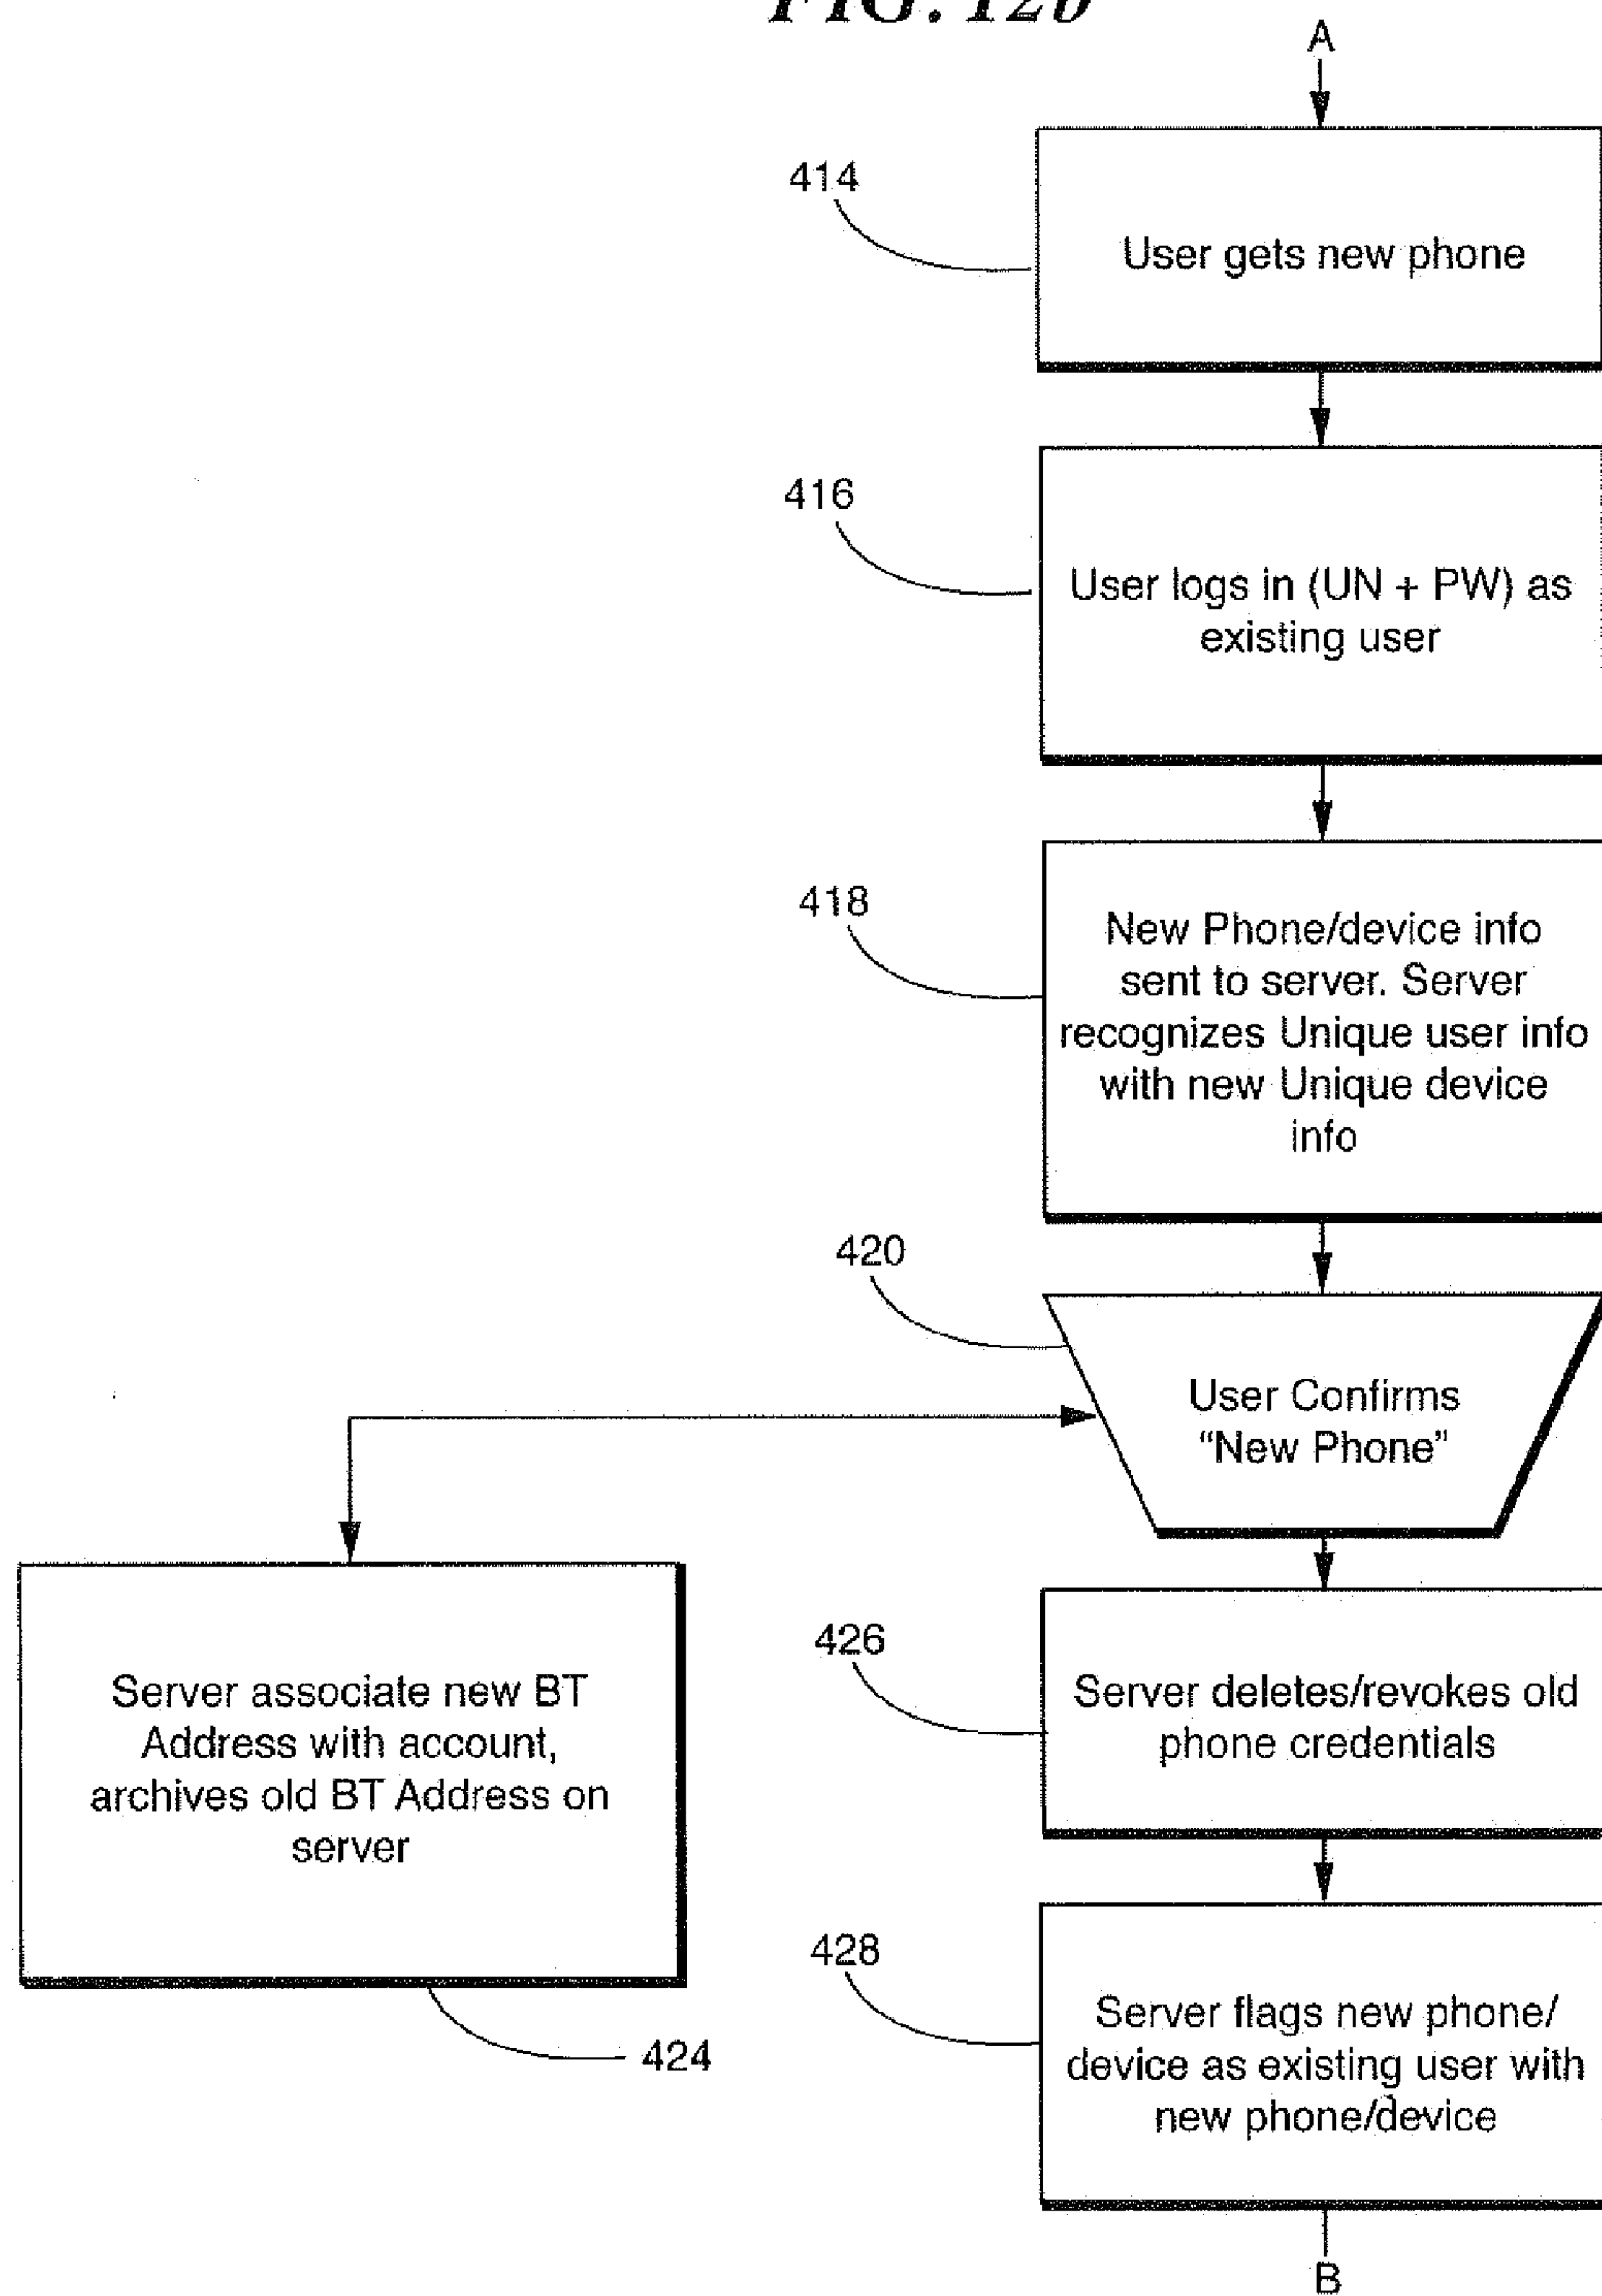 FIG. 12b
A
414
User gets new phone
416
User logs in (UN + PW) as
existing user
418
New Phone/device info
sent to server. Server
recognizes Unique user info
with new Unique device
info
420
User Confirms
“New Phone”
Server associate new BT
Address with account,
archives old BT Address on
server
424
426
Server deletes/revokes old
phone credentials
428
Server flags new phone/
device as existing user with
new phone/device
B